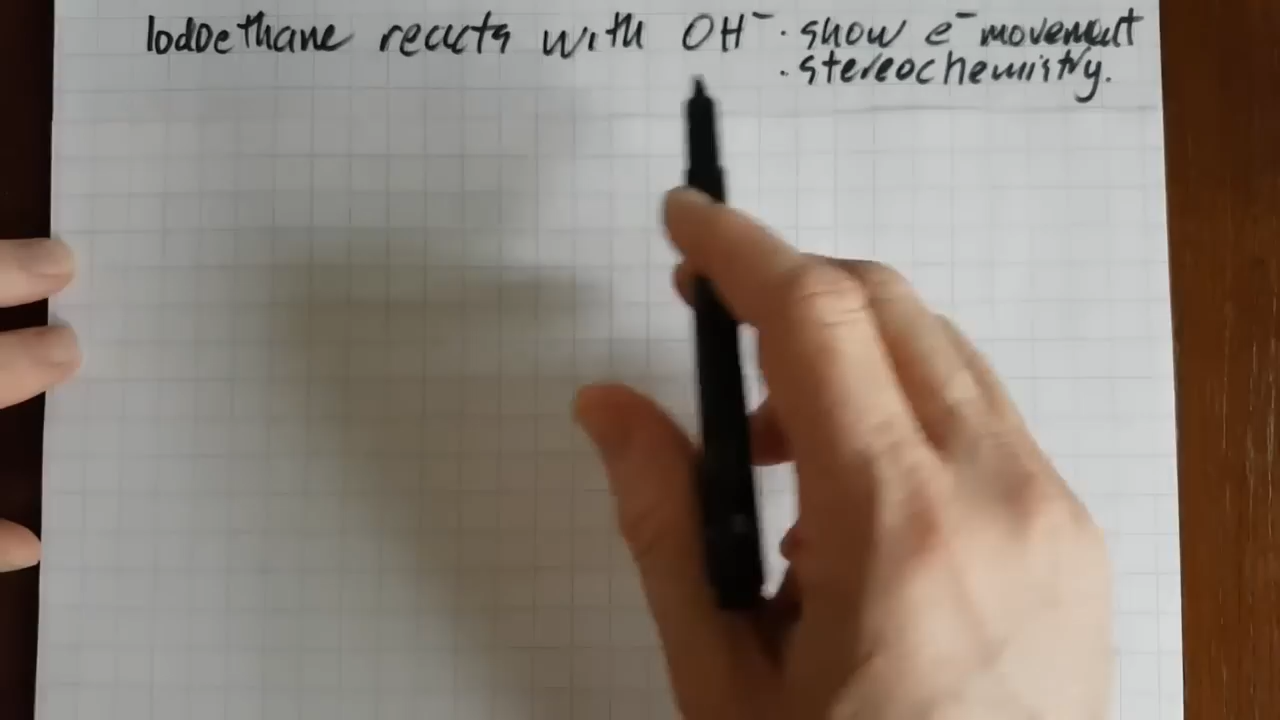 Iodoethane reacts with OH⁻ · show e⁻ movement
· stereochemistry.